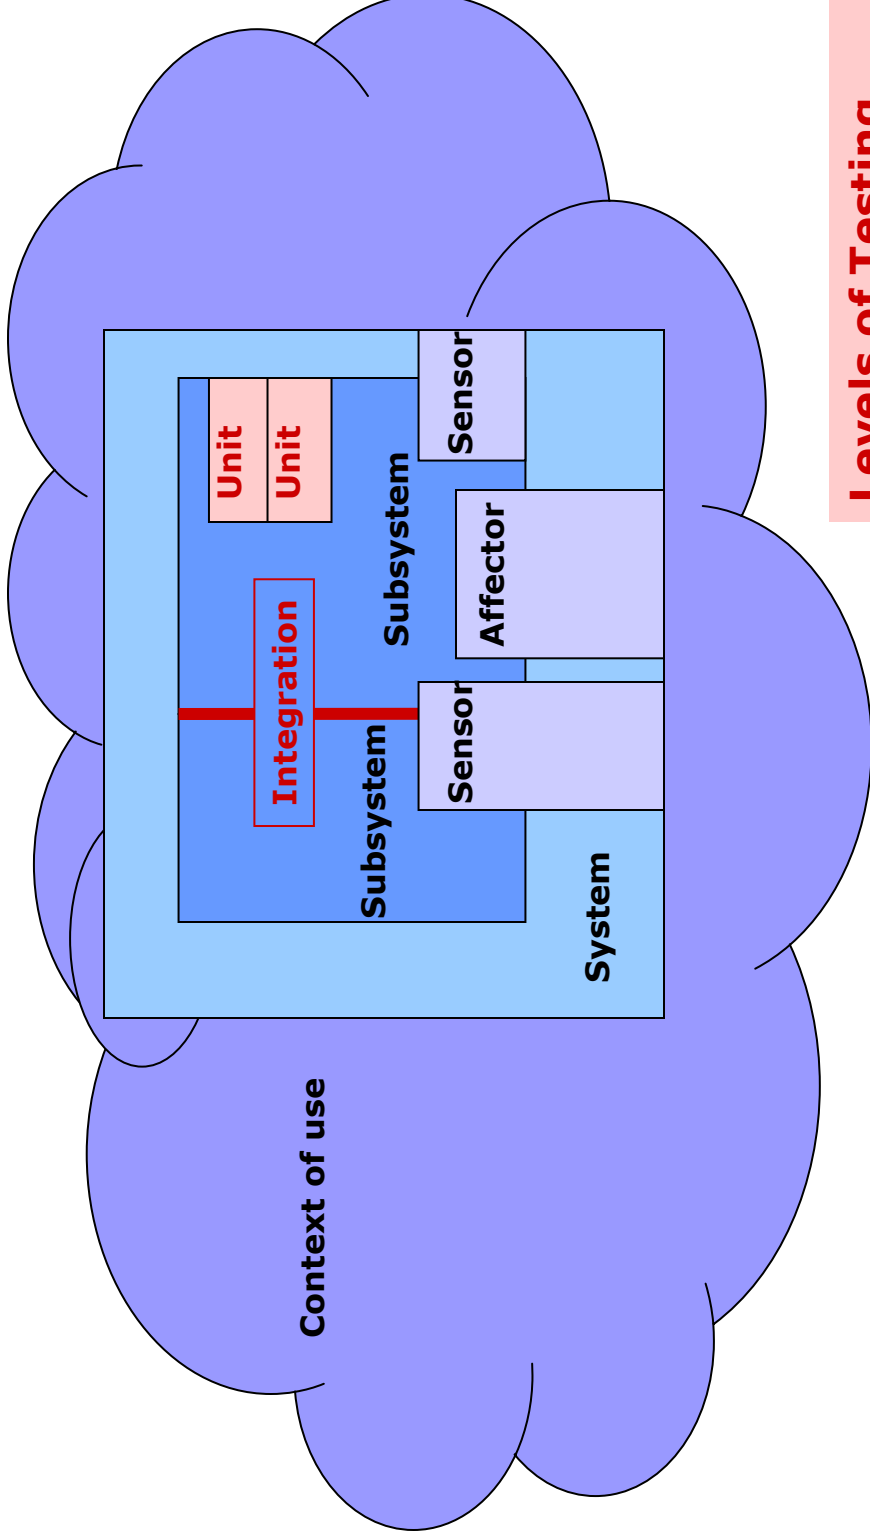 Unit
Unit
Integration
Context of use
Subsystem
Subsystem
Sensor
Sensor
Affector
System
Levels of Testing